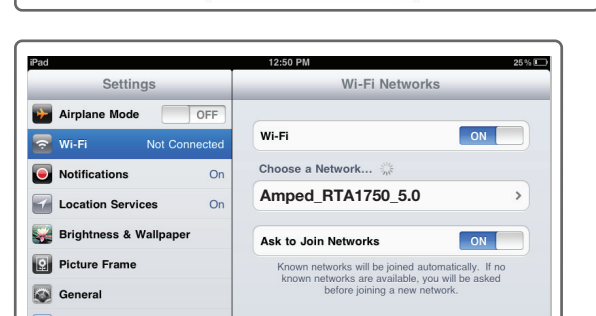 iPad 12:50 PM 25%
Settings
Wi-Fi Networks
Airplane Mode OFF
Wi-Fi Not Connected
Notifications On
Location Services On
Brightness & Wallpaper
Picture Frame
General
Wi-Fi ON
Choose a Network...
Amped_RTA1750_5.0
Ask to Join Networks ON
Known networks will be joined automatically. If no
known networks are available, you will be asked
before joining a new network.